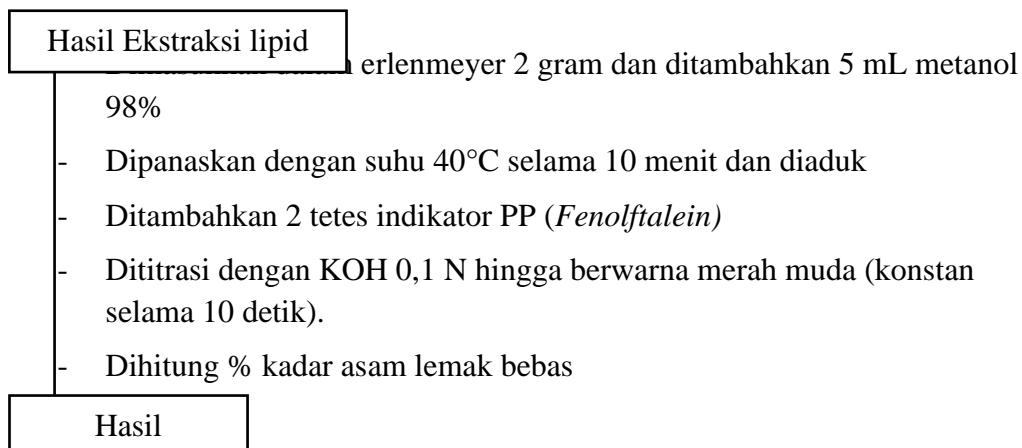 Hasil Ekstraksi lipid
erlenmeyer 2 gram dan ditambahkan 5 mL metanol
98%
- Dipanaskan dengan suhu 40°C selama 10 menit dan diaduk
- Ditambahkan 2 tetes indikator PP (Fenolftalein)
- Dititrasi dengan KOH 0,1 N hingga berwarna merah muda (konstan
selama 10 detik).
- Dihitung % kadar asam lemak bebas
Hasil